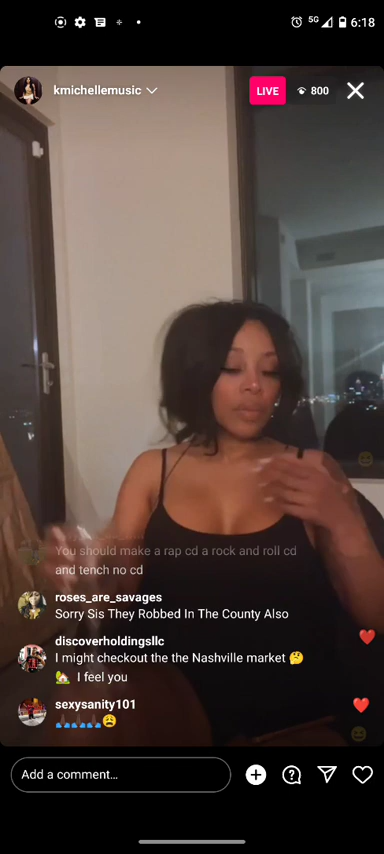 5G 6:18
kmichellemusic LIVE 800
You should make a rap cd a rock and roll cd
and tench no cd
roses_are_savages
Sorry Sis They Robbed In The County Also
discoverholdingsllc
I might checkout the the Nashville market 🤔
🏡 I feel you
sexysanity101
👍🏿👍🏿👍🏿👍🏿😩
Add a comment...